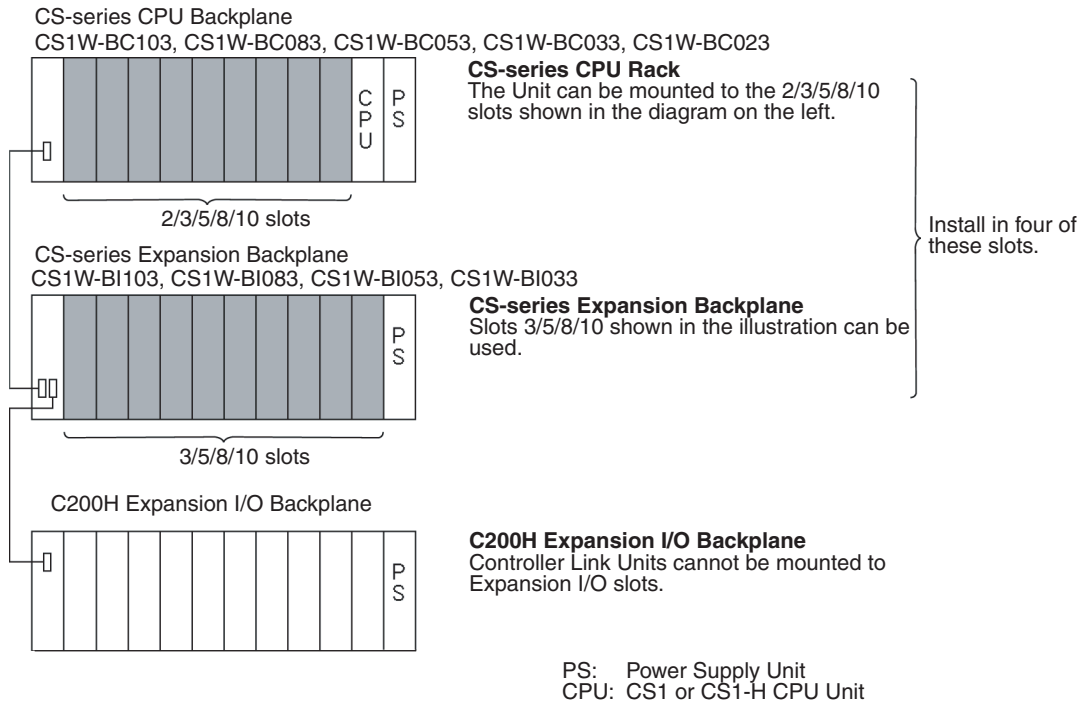 CS-series CPU Backplane
CS1W-BC103, CS1W-BC083, CS1W-BC053, CS1W-BC033, CS1W-BC023
CPU
PS
CS-series CPU Rack
The Unit can be mounted to the 2/3/5/8/10
slots shown in the diagram on the left.
2/3/5/8/10 slots
Install in four of
these slots.
CS-series Expansion Backplane
CS1W-BI103, CS1W-BI083, CS1W-BI053, CS1W-BI033
PS
CS-series Expansion Backplane
Slots 3/5/8/10 shown in the illustration can be
used.
3/5/8/10 slots
C200H Expansion I/O Backplane
PS
C200H Expansion I/O Backplane
Controller Link Units cannot be mounted to
Expansion I/O slots.
PS: Power Supply Unit
CPU: CS1 or CS1-H CPU Unit